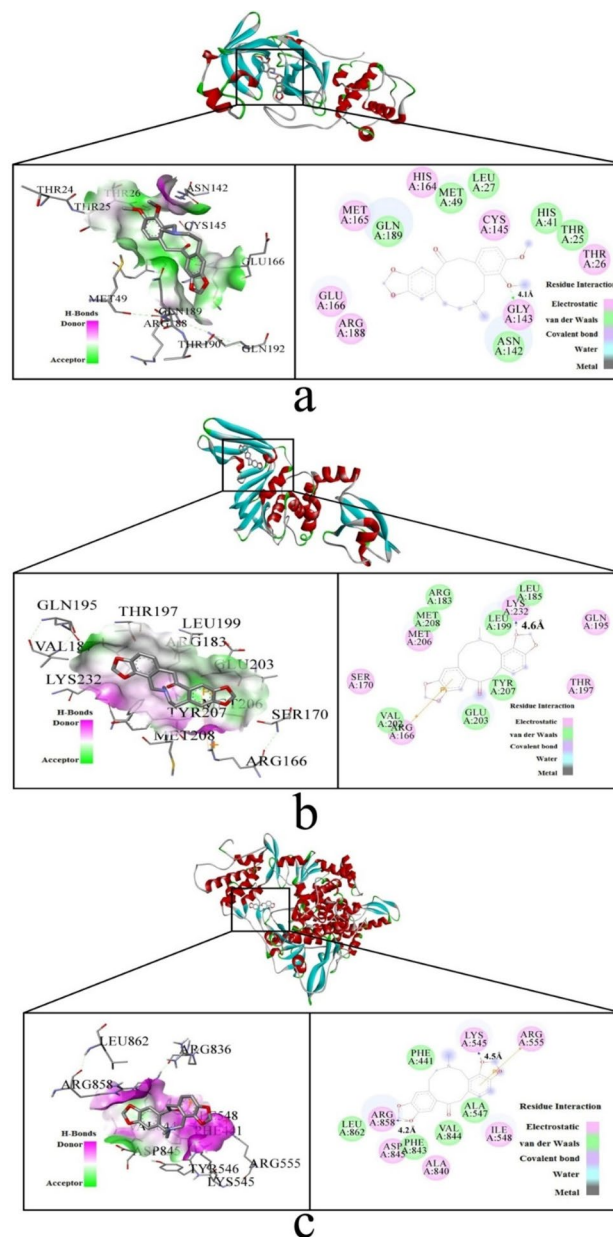 THR24
THR26
THR25
ASN142
CYS145
GLU166
MET49
GLN189
ARG188
THR190
GLN192
H-Bonds
Donor
Acceptor
HIS
A:164
MET
A:49
LEU
A:27
MET
A:165
GLN
A:189
CYS
A:145
HIS
A:41
THR
A:25
THR
A:26
GLU
A:166
ARG
A:188
4.1Å
GLY
A:143
ASN
A:142
Residue Interaction
Electrostatic
van der Waals
Covalent bond
Water
Metal
a
GLN195
THR197
LEU199
ARG183
GLU203
LYS232
TYR207
SER170
MET208
ARG166
H-Bonds
Donor
Acceptor
ARG
A:183
MET
A:208
MET
A:206
LEU
A:185
LYS
A:232
LEU
A:199
4.6Å
GLN
A:195
SER
A:170
TYR
A:207
THR
A:197
VAL
A:202
ARG
A:166
GLU
A:203
Residue Interaction
Electrostatic
van der Waals
Covalent bond
Water
Metal
b
LEU862
ARG836
ARG858
ASP845
ARG555
TYR546
LYS545
H-Bonds
Donor
Acceptor
LYS
A:545
ARG
A:555
4.5Å
PHE
A:441
ALA
A:547
LEU
A:862
ARG
A:858
4.2Å
ASP
A:845
PHE
A:843
VAL
A:844
ALA
A:840
ILE
A:548
Residue Interaction
Electrostatic
van der Waals
Covalent bond
Water
Metal
c